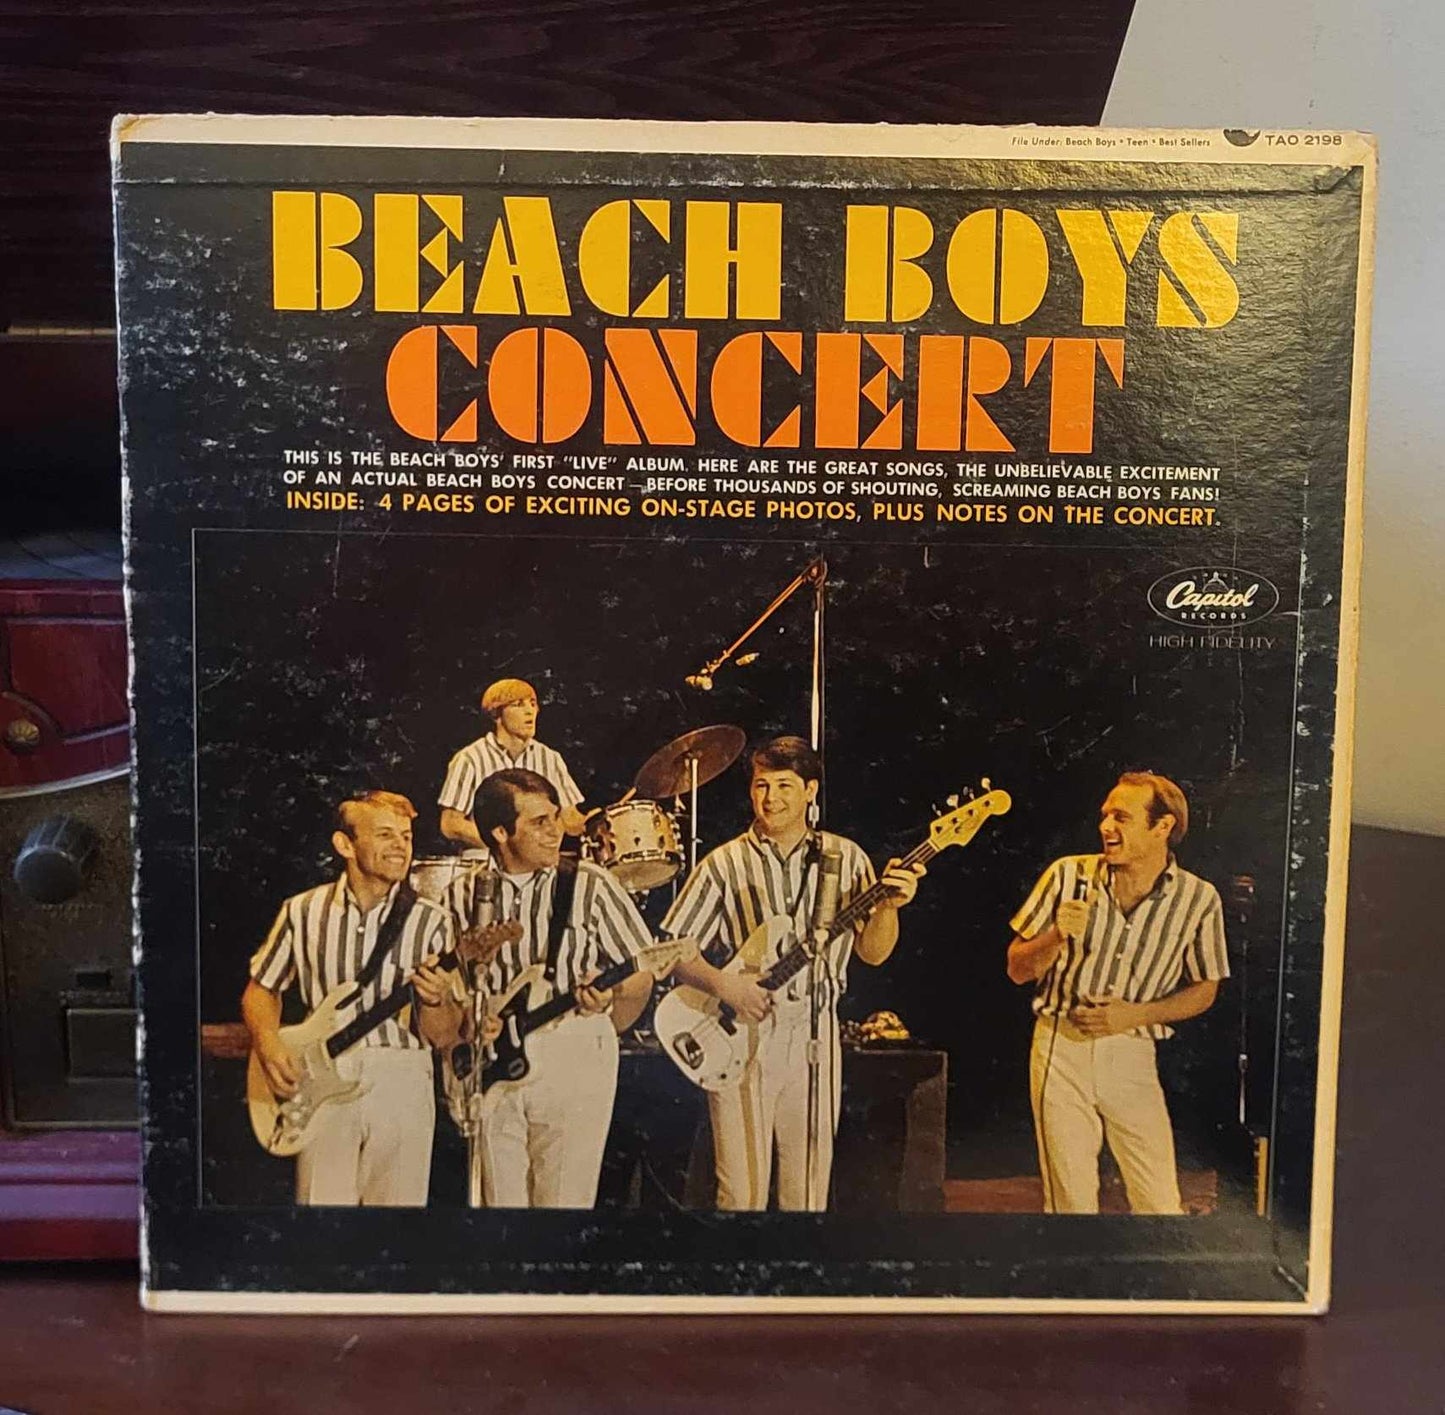 File Under: Beach Boys • Teen • Best Sellers TAO 2198
BEACH BOYS
CONCERT
THIS IS THE BEACH BOYS' FIRST "LIVE" ALBUM. HERE ARE THE GREAT SONGS, THE UNBELIEVABLE EXCITEMENT
OF AN ACTUAL BEACH BOYS CONCERT—BEFORE THOUSANDS OF SHOUTING, SCREAMING BEACH BOYS FANS!
INSIDE: 4 PAGES OF EXCITING ON-STAGE PHOTOS, PLUS NOTES ON THE CONCERT.
Capitol
RECORDS
HIGH FIDELITY